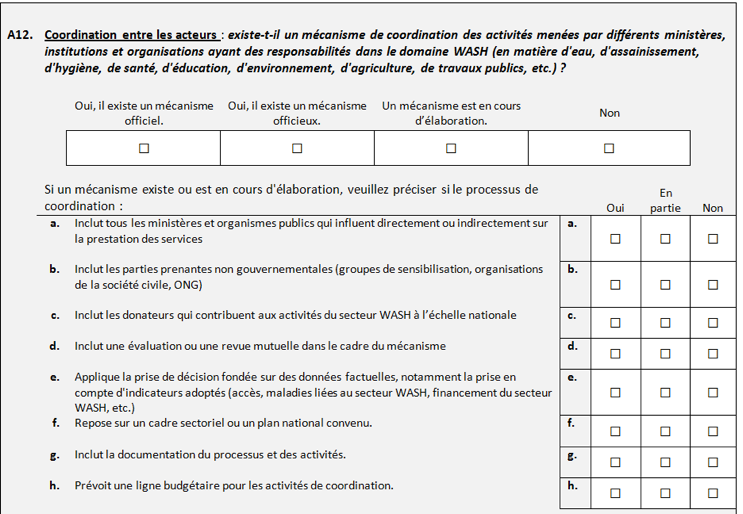 A12. Coordination entre les acteurs : existe-t-il un mécanisme de coordination des activités menées par différents ministères,
institutions et organisations ayant des responsabilités dans le domaine WASH (en matière d'eau, d'assainissement,
d'hygiène, de santé, d'éducation, d'environnement, d'agriculture, de travaux publics, etc.) ?
Oui, il existe un mécanisme officiel.
Oui, il existe un mécanisme officieux.
Un mécanisme est en cours d'élaboration.
Non
☐ ☐ ☐ ☐
Si un mécanisme existe ou est en cours d'élaboration, veuillez préciser si le processus de
coordination :
Oui En partie Non
a. Inclut tous les ministères et organismes publics qui influent directement ou indirectement sur
la prestation des services
a. ☐ ☐ ☐
b. Inclut les parties prenantes non gouvernementales (groupes de sensibilisation, organisations
de la société civile, ONG)
b. ☐ ☐ ☐
c. Inclut les donateurs qui contribuent aux activités du secteur WASH à l'échelle nationale
c. ☐ ☐ ☐
d. Inclut une évaluation ou une revue mutuelle dans le cadre du mécanisme
d. ☐ ☐ ☐
e. Applique la prise de décision fondée sur des données factuelles, notamment la prise en
compte d'indicateurs adoptés (accès, maladies liées au secteur WASH, financement du secteur
WASH, etc.)
e. ☐ ☐ ☐
f. Repose sur un cadre sectoriel ou un plan national convenu.
f. ☐ ☐ ☐
g. Inclut la documentation du processus et des activités.
g. ☐ ☐ ☐
h. Prévoit une ligne budgétaire pour les activités de coordination.
h. ☐ ☐ ☐